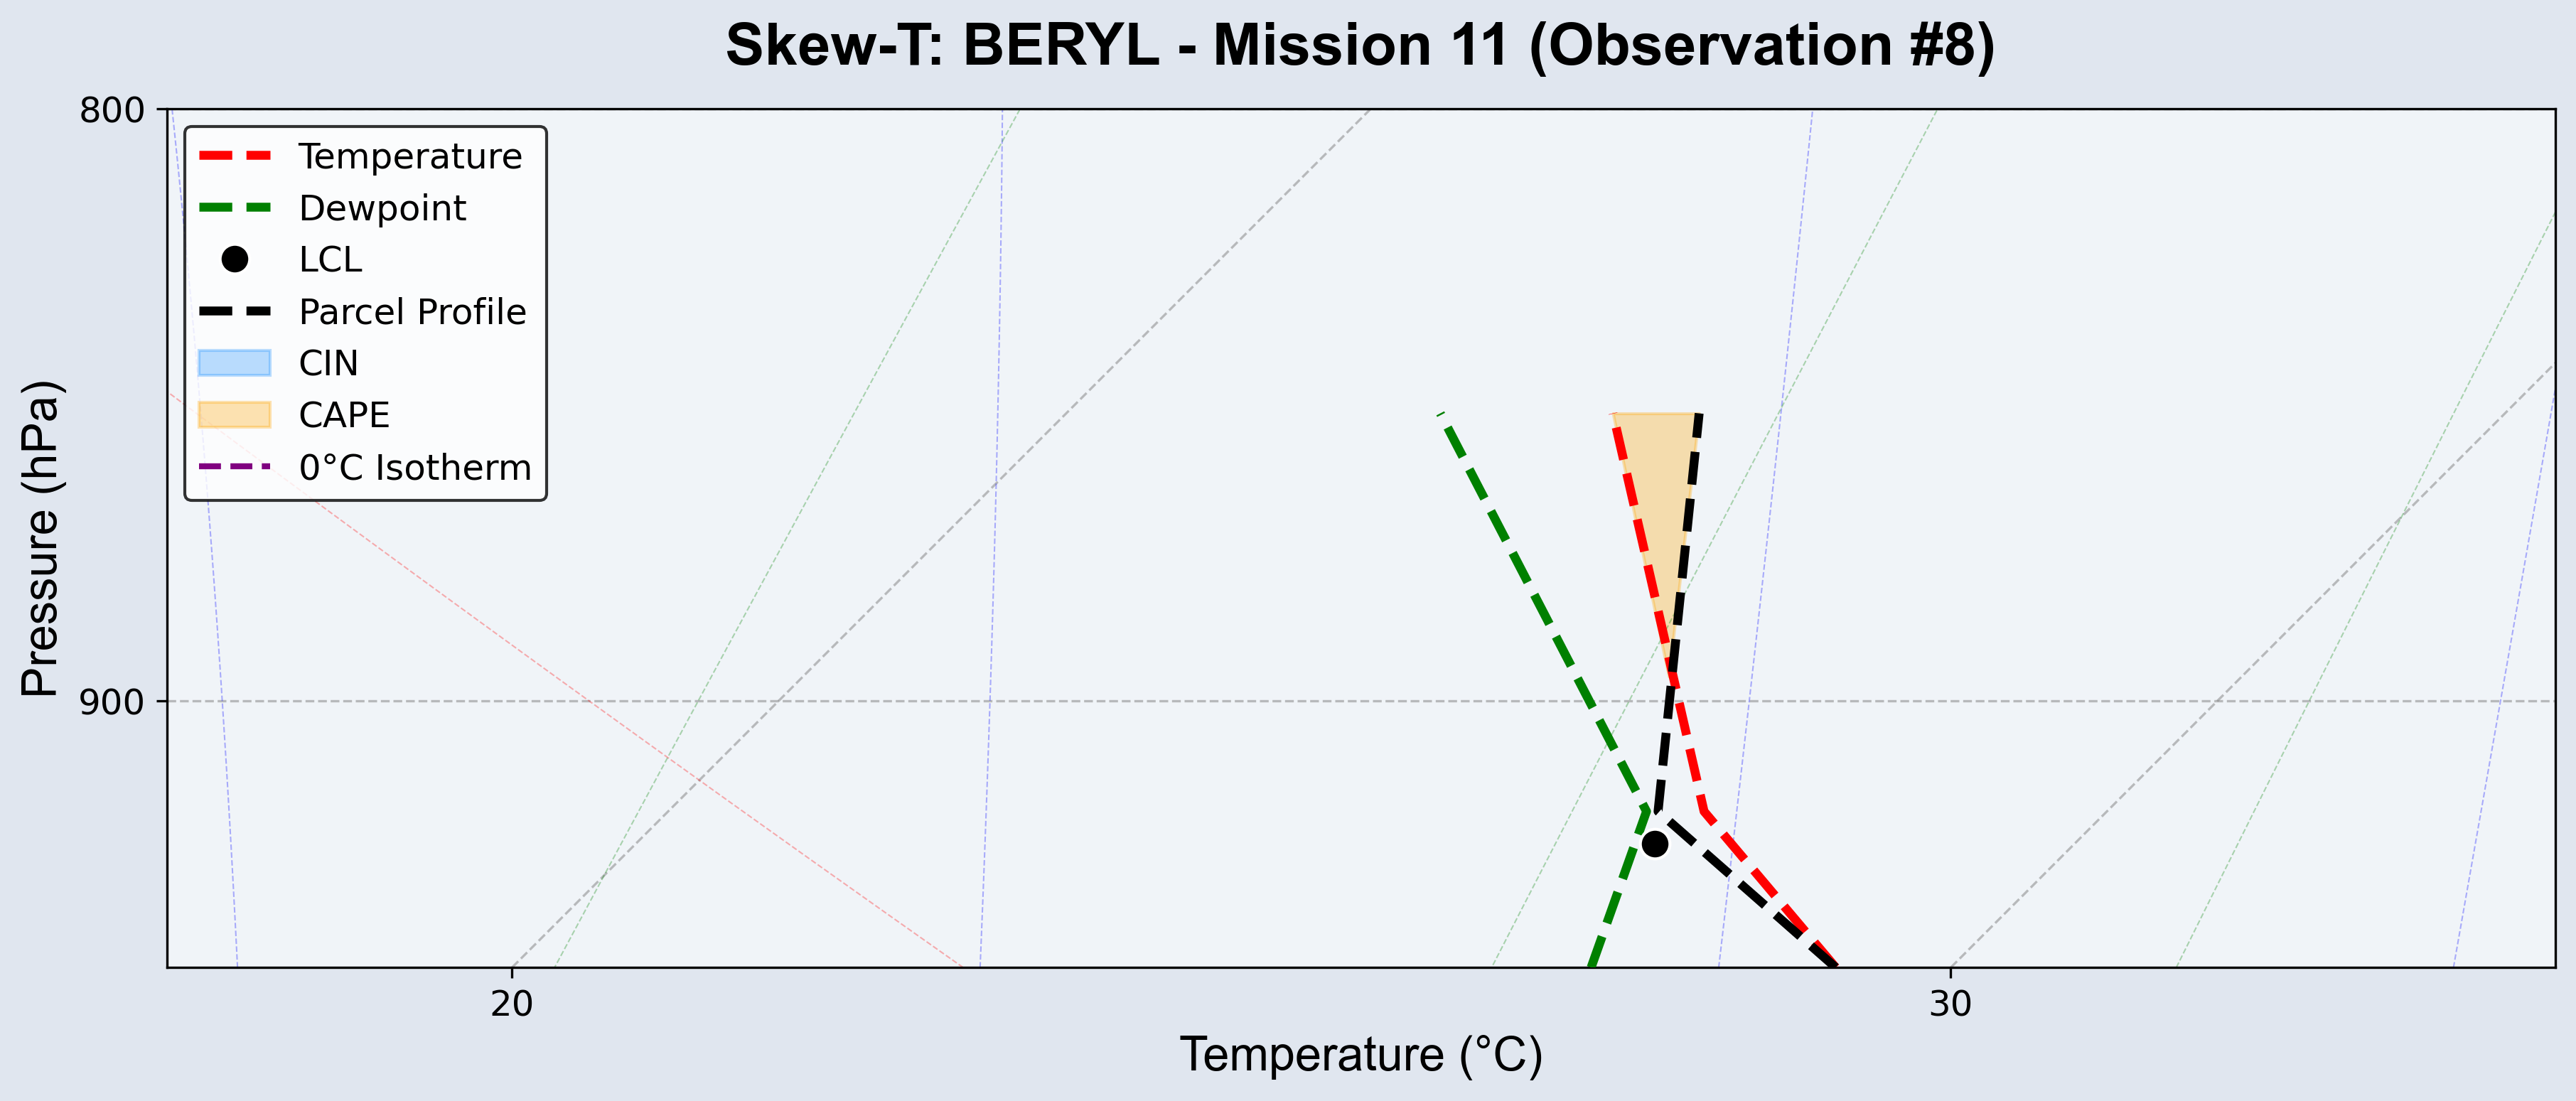 Skew-T: BERYL - Mission 11 (Observation #8)
800
900
Pressure (hPa)
Temperature
Dewpoint
LCL
Parcel Profile
CIN
CAPE
0°C Isotherm
20
30
Temperature (°C)